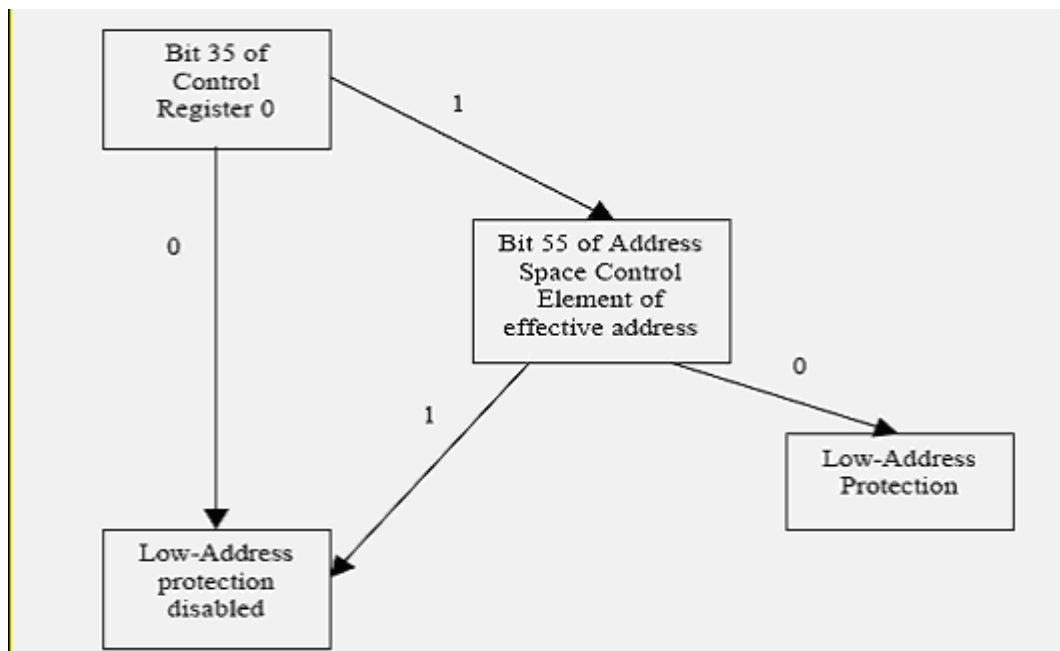 Bit 35 of
Control
Register 0
1
0
Bit 55 of Address
Space Control
Element of
effective address
0
1
Low-Address
Protection
Low-Address
protection
disabled